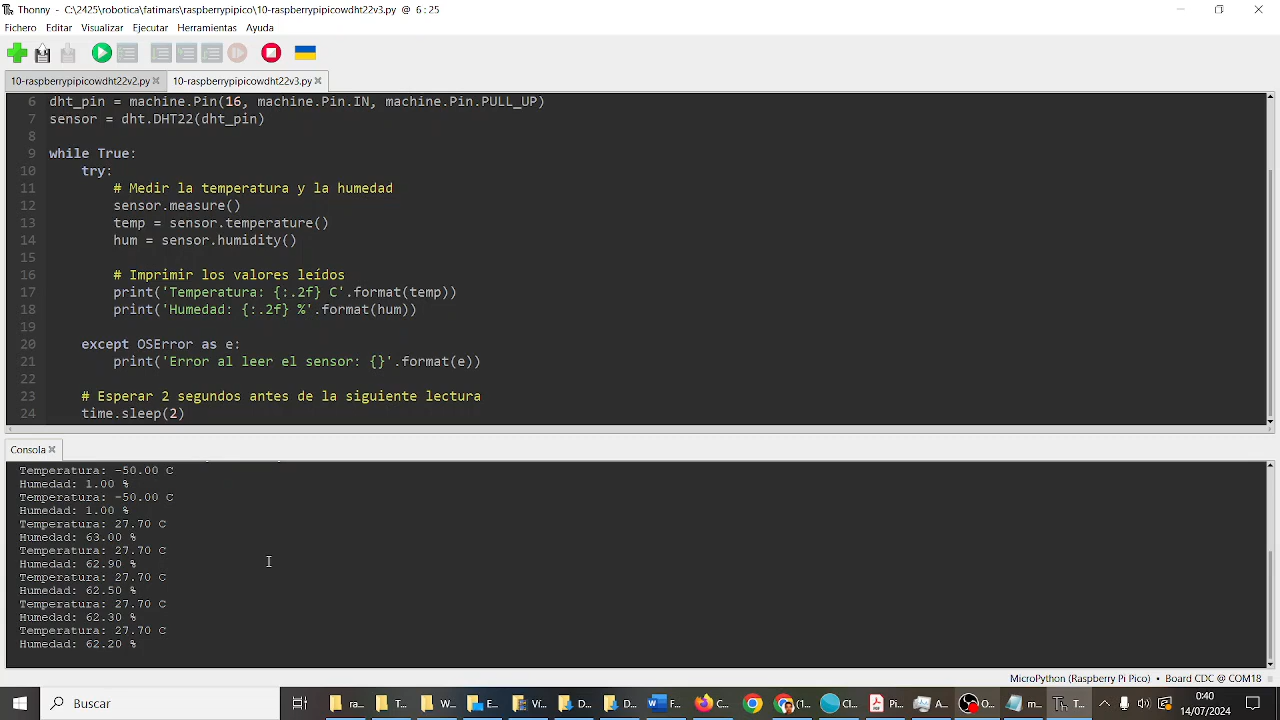 Thonny - C:\2425\robotica\fatimars\raspberrypipico\10-raspberrypipicowdht22v3.py @ 6:25
Fichero Editar Visualizar Ejecutar Herramientas Ayuda
10-raspberrypipicowdht22v2.py 10-raspberrypipicowdht22v3.py
6 dht_pin = machine.Pin(16, machine.Pin.IN, machine.Pin.PULL_UP)
7 sensor = dht.DHT22(dht_pin)
8
9 while True:
10 try:
11 # Medir la temperatura y la humedad
12 sensor.measure()
13 temp = sensor.temperature()
14 hum = sensor.humidity()
15
16 # Imprimir los valores leídos
17 print('Temperatura: {:.2f} C'.format(temp))
18 print('Humedad: {:.2f} %'.format(hum))
19
20 except OSError as e:
21 print('Error al leer el sensor: {}'.format(e))
22
23 # Esperar 2 segundos antes de la siguiente lectura
24 time.sleep(2)
Consola
Temperatura: -50.00 C
Humedad: 1.00 %
Temperatura: -50.00 C
Humedad: 1.00 %
Temperatura: 27.70 C
Humedad: 63.00 %
Temperatura: 27.70 C
Humedad: 62.90 %
Temperatura: 27.70 C
Humedad: 62.50 %
Temperatura: 27.70 C
Humedad: 62.30 %
Temperatura: 27.70 C
Humedad: 62.20 %
MicroPython (Raspberry Pi Pico) • Board CDC @ COM18
Buscar ra... T... W... E... V... D... D... F... C... (1... Cl... Pi... A... O... m... T...
0:40
14/07/2024